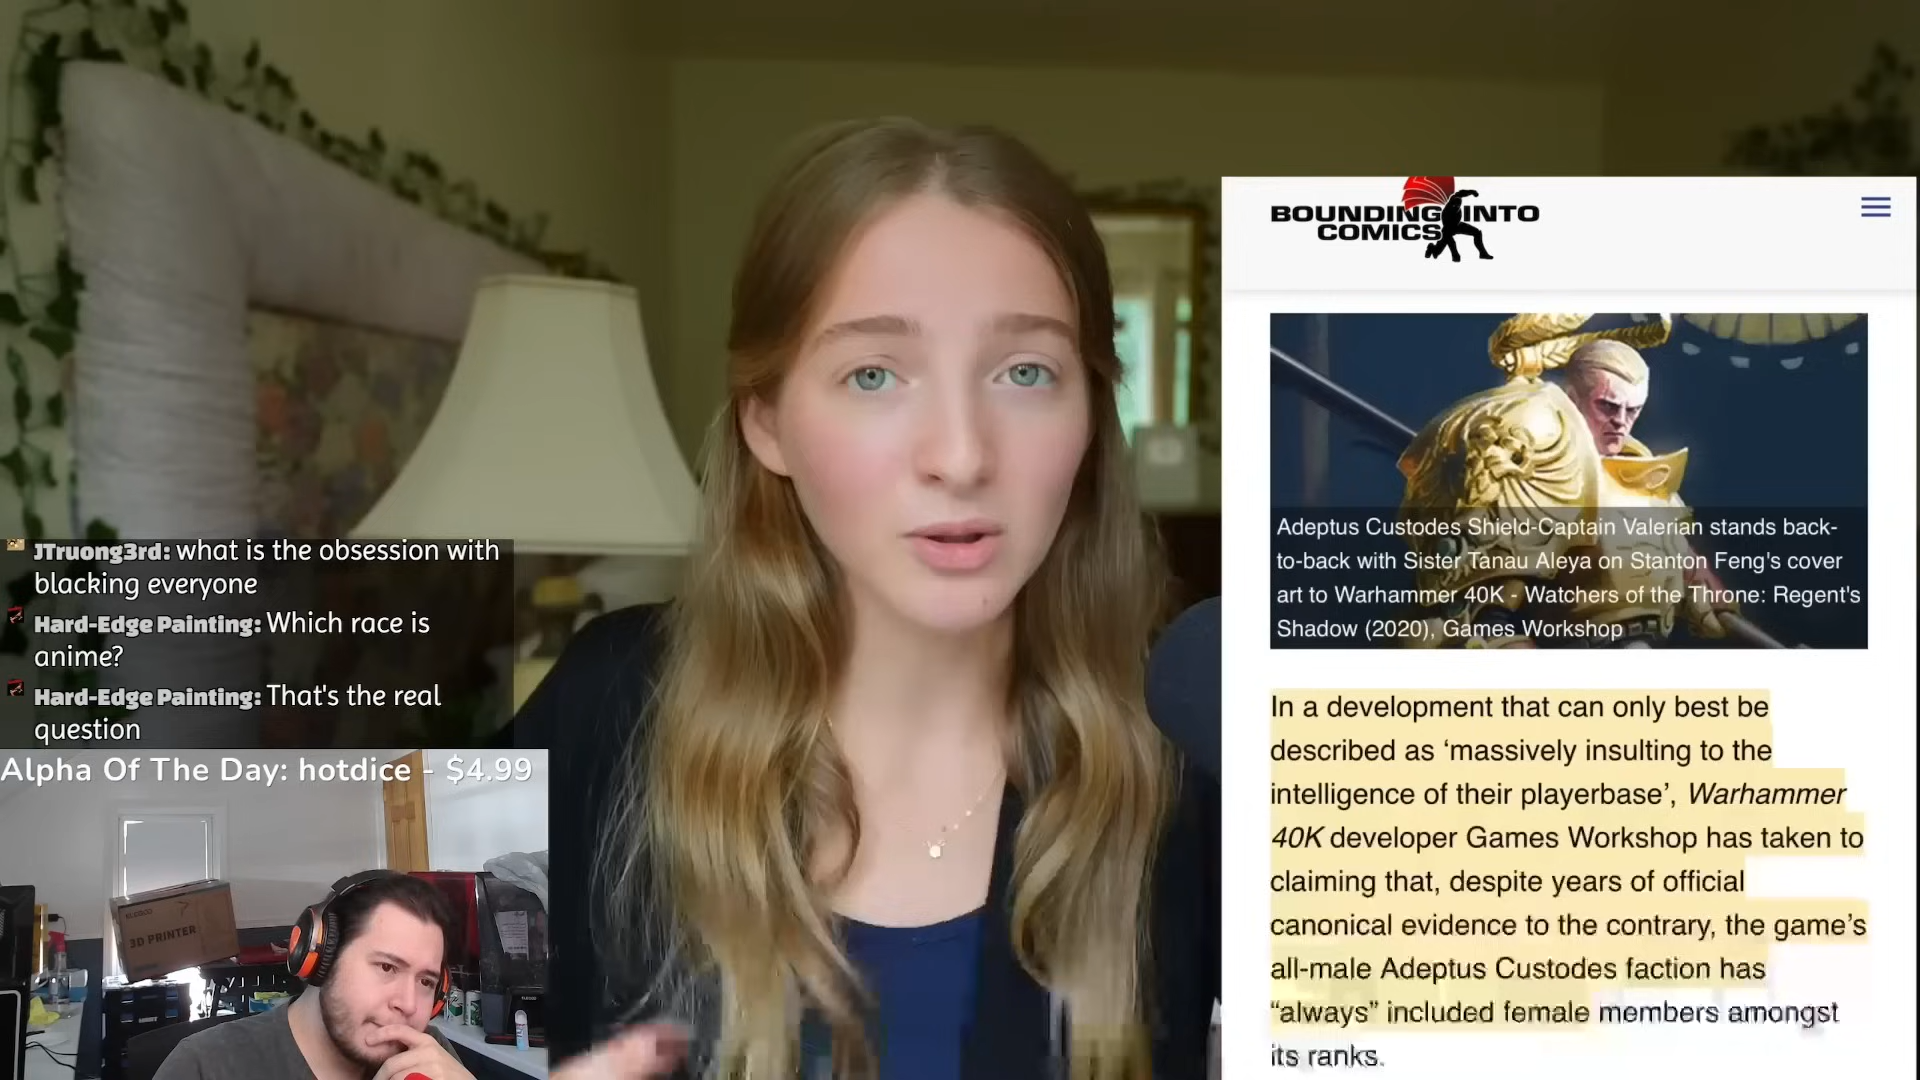 BOUNDING INTO
COMICS
Adeptus Custodes Shield-Captain Valerian stands back-
to-back with Sister Tanau Aleya on Stanton Feng's cover
art to Warhammer 40K - Watchers of the Throne: Regent's
Shadow (2020), Games Workshop
In a development that can only best be
described as ‘massively insulting to the
intelligence of their playerbase’, Warhammer
40K developer Games Workshop has taken to
claiming that, despite years of official
canonical evidence to the contrary, the game’s
all-male Adeptus Custodes faction has
“always” included female members amongst
its ranks.
JTruong3rd: what is the obsession with
blacking everyone
Hard-Edge Painting: Which race is
anime?
Hard-Edge Painting: That's the real
question
Alpha Of The Day: hotdice - $4.99
ELEGOO
3D PRINTER